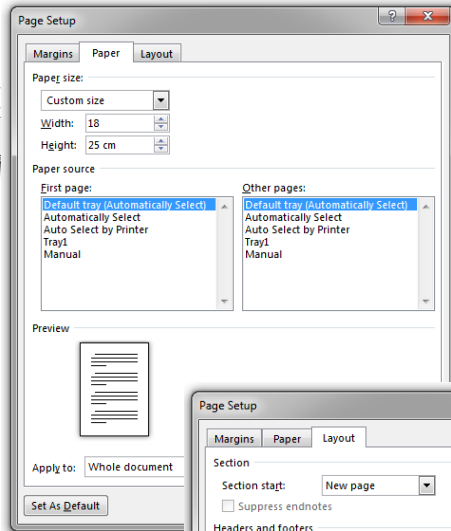 Page Setup
Margins Paper Layout
Paper size:
Custom size
Width: 18
Height: 25 cm
Paper source
First page: Other pages:
Default tray (Automatically Select) Default tray (Automatically Select)
Automatically Select Automatically Select
Auto Select by Printer Auto Select by Printer
Tray1 Tray1
Manual Manual
Preview
Apply to: Whole document
Set As Default
Page Setup
Margins Paper Layout
Section
Section start: New page
Suppress endnotes
Headers and footers